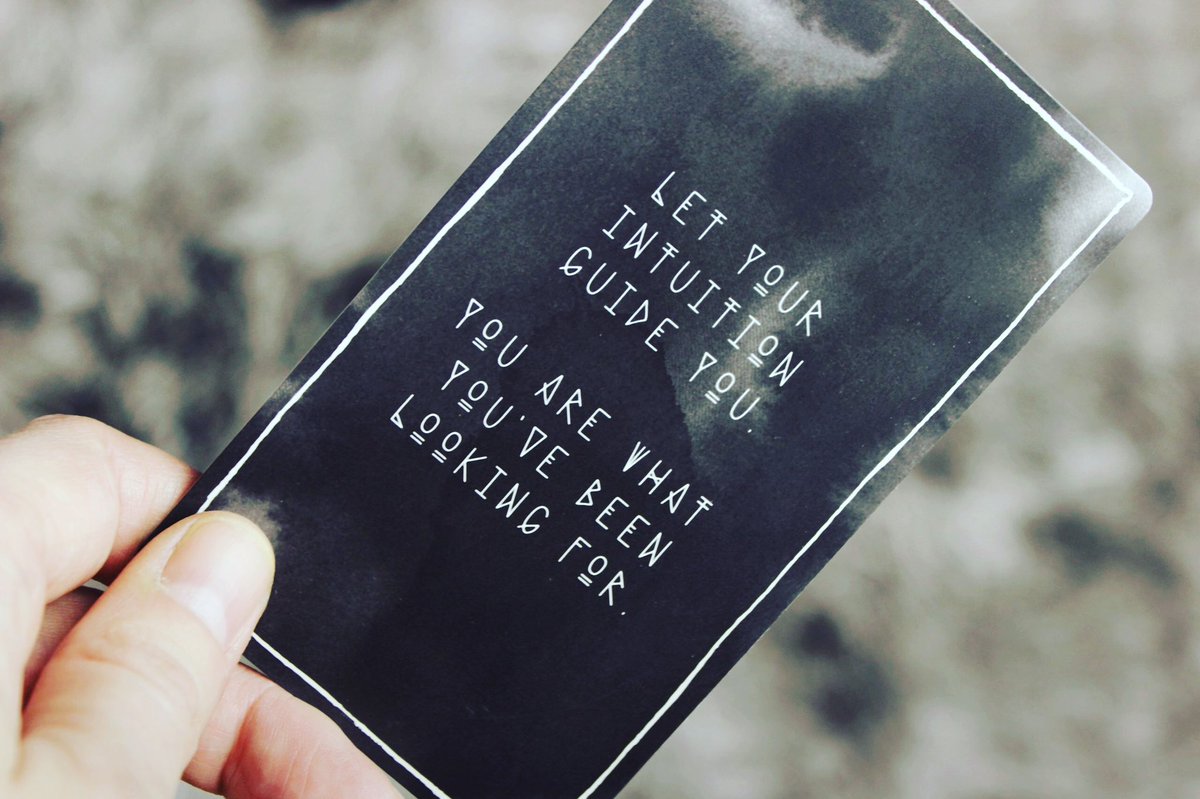 LET YOUR
INTUITION
GUIDE YOU.
YOU ARE WHAT
YOU'VE BEEN
LOOKING FOR.